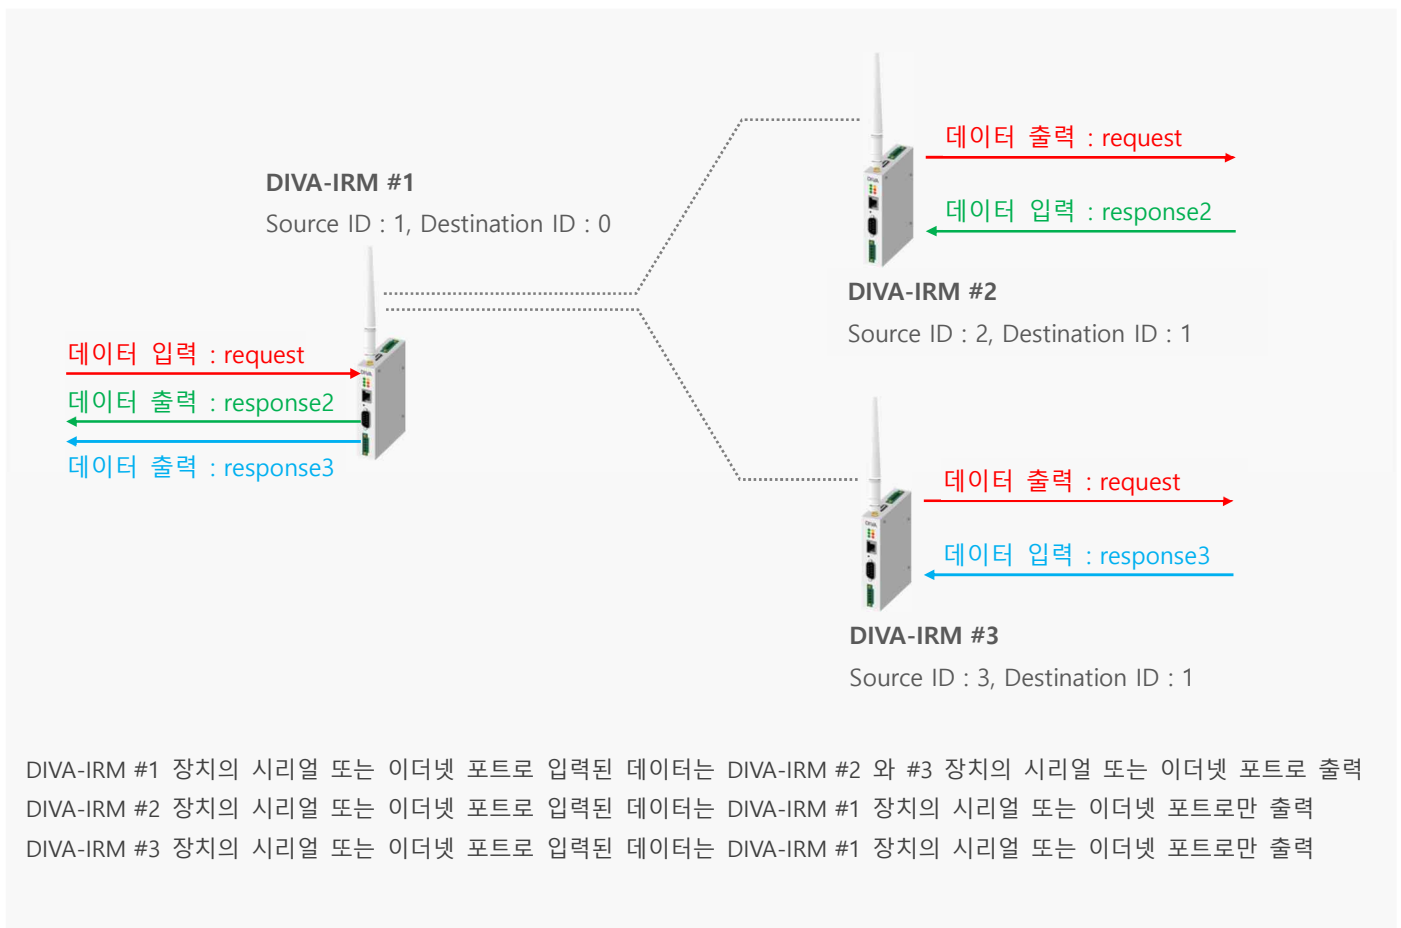 데이터 출력 : request
DIVA-IRM #1
데이터 입력 : response2
Source ID : 1, Destination ID : 0
DIVA-IRM #2
Source ID : 2, Destination ID : 1
데이터 입력 : request
데이터 출력 : response2
데이터 출력 : response3
데이터 출력 : request
데이터 입력 : response3
DIVA-IRM #3
Source ID : 3, Destination ID : 1
DIVA-IRM #1 장치의 시리얼 또는 이더넷 포트로 입력된 데이터는 DIVA-IRM #2 와 #3 장치의 시리얼 또는 이더넷 포트로 출력
DIVA-IRM #2 장치의 시리얼 또는 이더넷 포트로 입력된 데이터는 DIVA-IRM #1 장치의 시리얼 또는 이더넷 포트로만 출력
DIVA-IRM #3 장치의 시리얼 또는 이더넷 포트로 입력된 데이터는 DIVA-IRM #1 장치의 시리얼 또는 이더넷 포트로만 출력